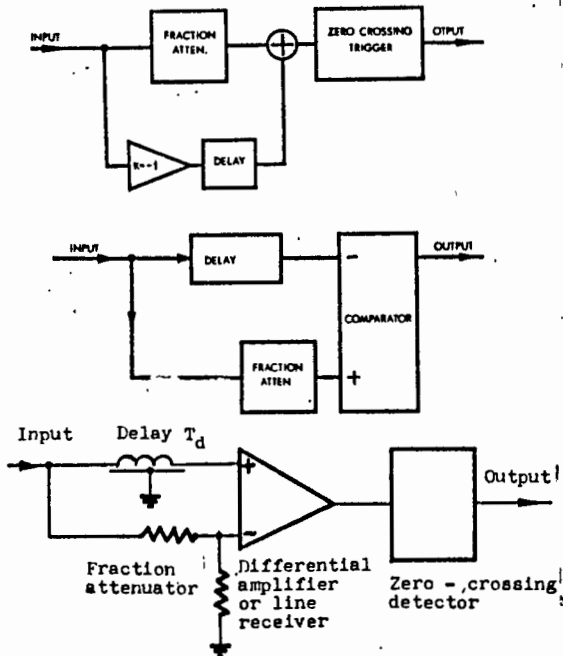 INPUT
FRACTION
ATTEN.
+
ZERO CROSSING
TRIGGER
OTPUT
K=-1
DELAY
INPUT
DELAY
-
OUTPUT
COMPARATOR
FRACTION
ATTEN
+
Input
Delay Td
+
-
Output
Fraction
attenuator
Differential
amplifier
or line
receiver
Zero - crossing
detector